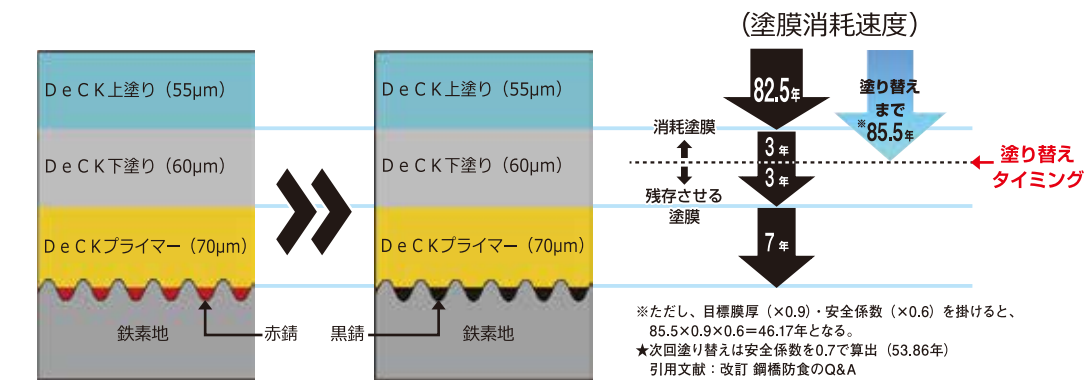 (塗膜消耗速度)
DeCK上塗り(55μm)
DeCK下塗り(60μm)
DeCKプライマー(70μm)
鉄素地
赤錆
DeCK上塗り(55μm)
DeCK下塗り(60μm)
DeCKプライマー(70μm)
鉄素地
黒錆
82.5年
塗り替え
まで
※85.5年
消耗塗膜
3年
3年
残存させる
塗膜
7年
塗り替え
タイミング
※ただし、目標膜厚(×0.9)・安全係数(×0.6)を掛けると、
85.5×0.9×0.6=46.17年となる。
★次回塗り替えは安全係数を0.7で算出(53.86年)
引用文献:改訂 鋼橋防食のQ&A